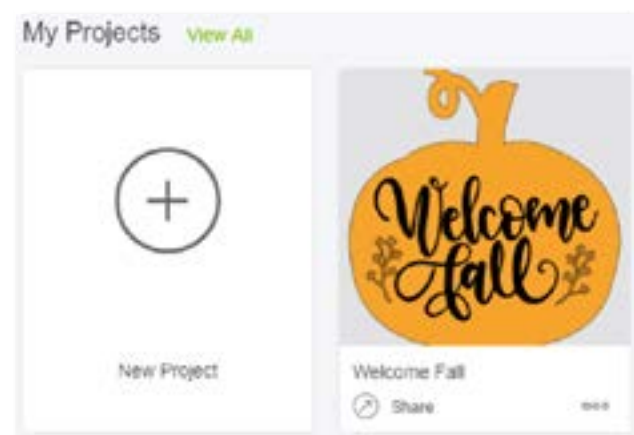 My Projects View All
Welcome
fall
New Project
Welcome Fall
Share